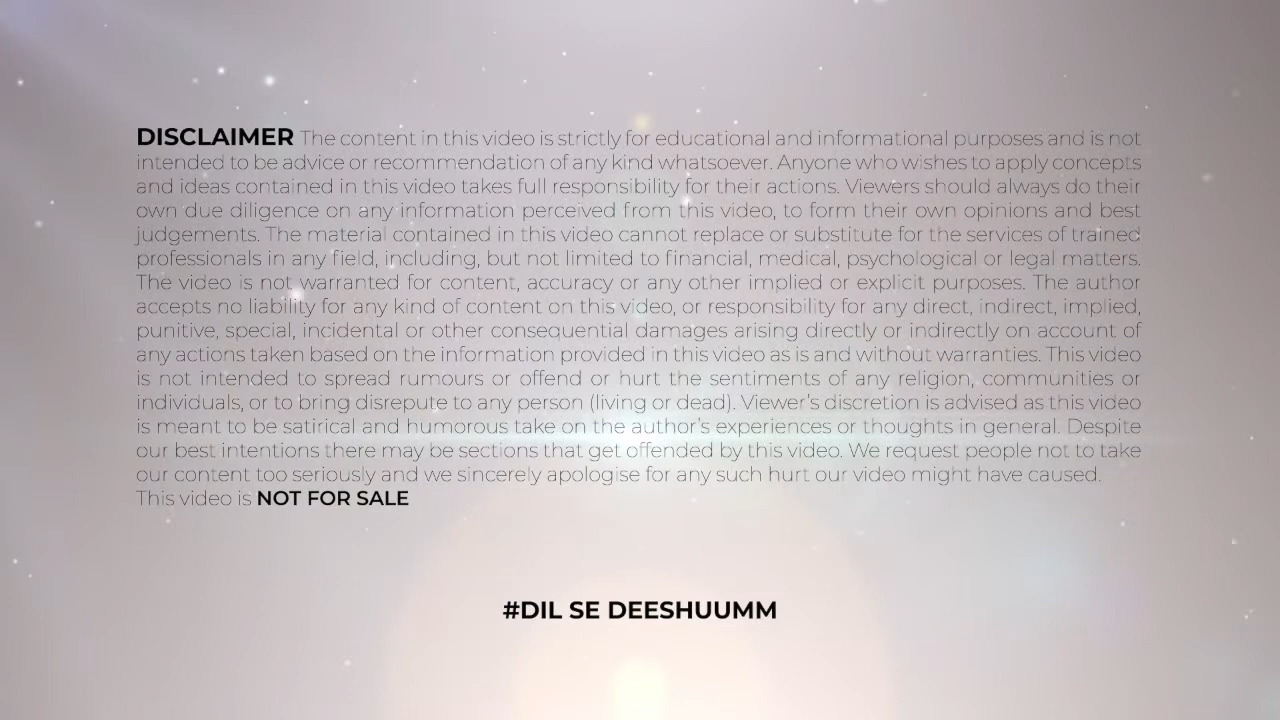 DISCLAIMER The content in this video is strictly for educational and informational purposes and is not
intended to be advice or recommendation of any kind whatsoever. Anyone who wishes to apply concepts
and ideas contained in this video takes full responsibility for their actions. Viewers should always do their
own due diligence on any information perceived from this video, to form their own opinions and best
judgements. The material contained in this video cannot replace or substitute for the services of trained
professionals in any field, including, but not limited to financial, medical, psychological or legal matters.
The video is not warranted for content, accuracy or any other implied or explicit purposes. The author
accepts no liability for any kind of content on this video, or responsibility for any direct, indirect, implied,
punitive, special, incidental or other consequential damages arising directly or indirectly on account of
any actions taken based on the information provided in this video as is and without warranties. This video
is not intended to spread rumours or offend or hurt the sentiments of any religion, communities or
individuals, or to bring disrepute to any person (living or dead). Viewer's discretion is advised as this video
is meant to be satirical and humorous take on the author's experiences or thoughts in general. Despite
our best intentions there may be sections that get offended by this video. We request people not to take
our content too seriously and we sincerely apologise for any such hurt our video might have caused.
This video is NOT FOR SALE
#DIL SE DEESHUUMM